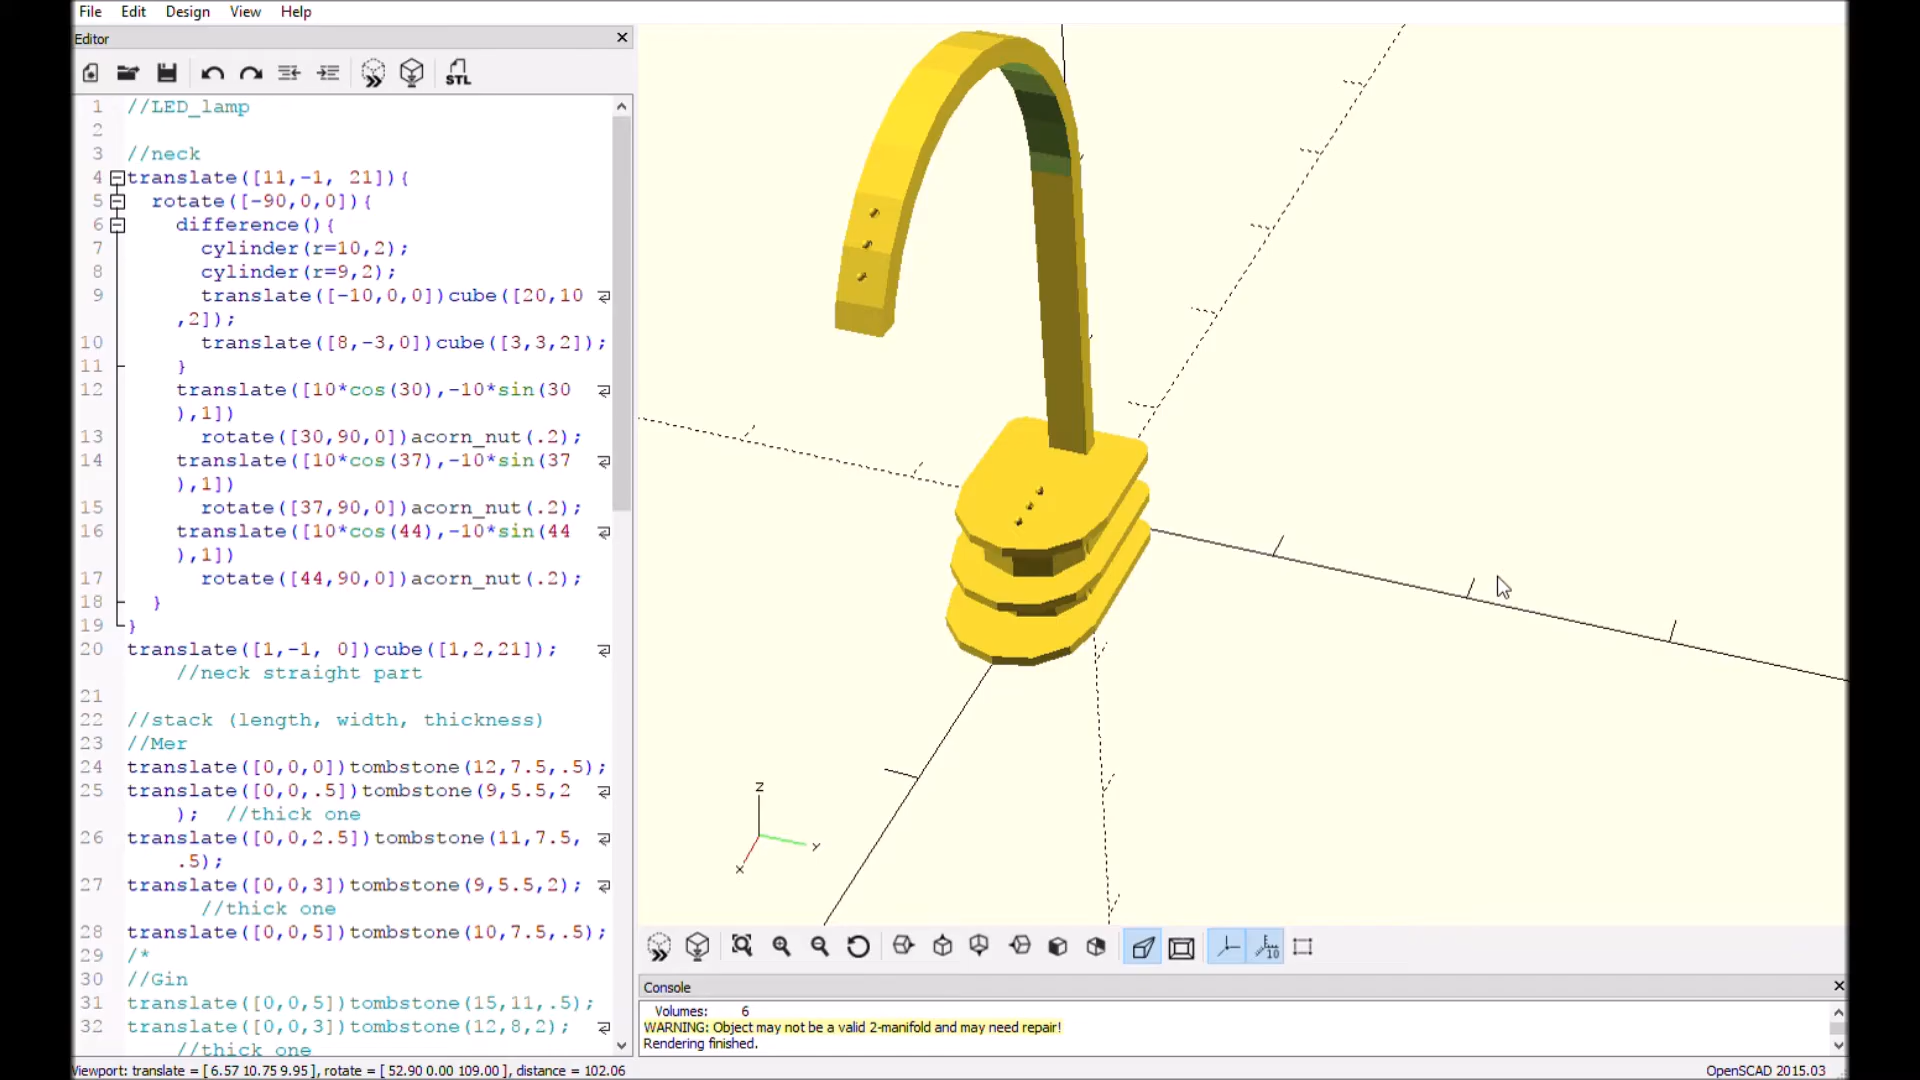 File Edit Design View Help
Editor
STL
1 //LED_lamp
2
3 //neck
4 translate([11,-1, 21]){
5 rotate([-90,0,0]){
6 difference(){
7 cylinder(r=10,2);
8 cylinder(r=9,2);
9 translate([-10,0,0])cube([20,10
,2]);
10 translate([8,-3,0])cube([3,3,2]);
11 }
12 translate([10*cos(30),-10*sin(30
),1])
13 rotate([30,90,0])acorn_nut(.2);
14 translate([10*cos(37),-10*sin(37
),1])
15 rotate([37,90,0])acorn_nut(.2);
16 translate([10*cos(44),-10*sin(44
),1])
17 rotate([44,90,0])acorn_nut(.2);
18 }
19 }
20 translate([1,-1, 0])cube([1,2,21]);
//neck straight part
21
22 //stack (length, width, thickness)
23 //Mer
24 translate([0,0,0])tombstone(12,7.5,.5);
25 translate([0,0,.5])tombstone(9,5.5,2
); //thick one
26 translate([0,0,2.5])tombstone(11,7.5,
.5);
27 translate([0,0,3])tombstone(9,5.5,2);
//thick one
28 translate([0,0,5])tombstone(10,7.5,.5);
29 /*
30 //Gin
31 translate([0,0,5])tombstone(15,11,.5);
32 translate([0,0,3])tombstone(12,8,2);
//thick one
z
y
x
10
Console
Volumes: 6
WARNING: Object may not be a valid 2-manifold and may need repair!
Rendering finished.
Viewport: translate = [ 6.57 10.75 9.95 ], rotate = [ 52.90 0.00 109.00 ], distance = 102.06
OpenSCAD 2015.03